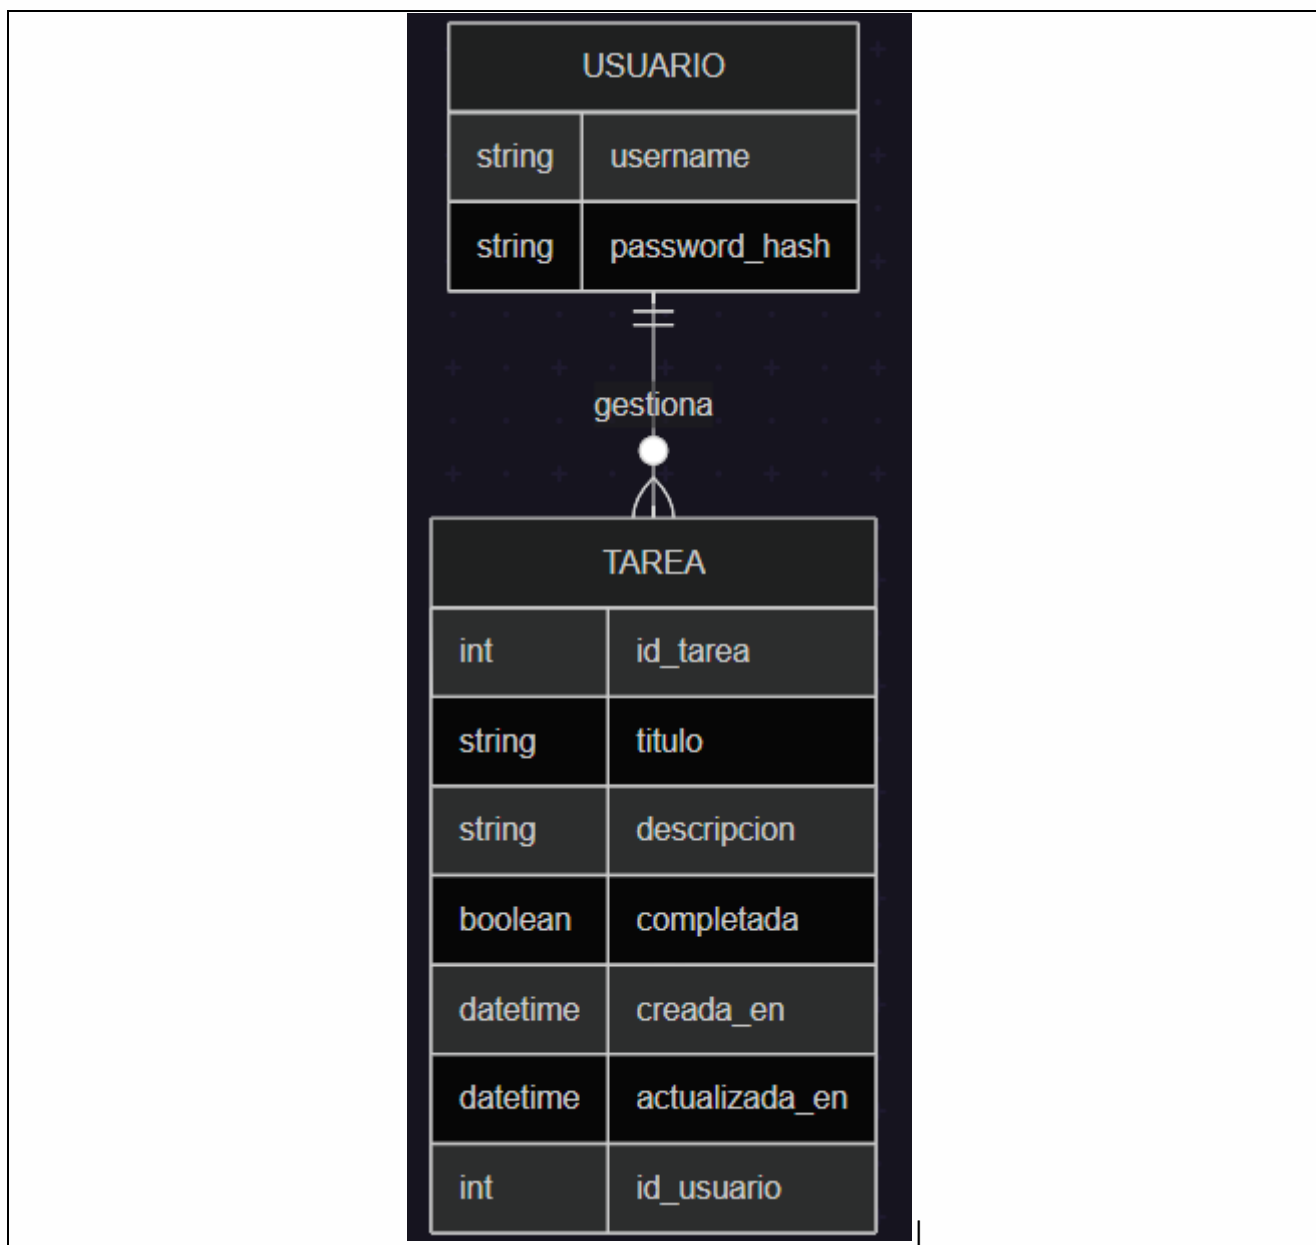 USUARIO
string username
string password_hash
gestiona
TAREA
int id_tarea
string titulo
string descripcion
boolean completada
datetime creada_en
datetime actualizada_en
int id_usuario